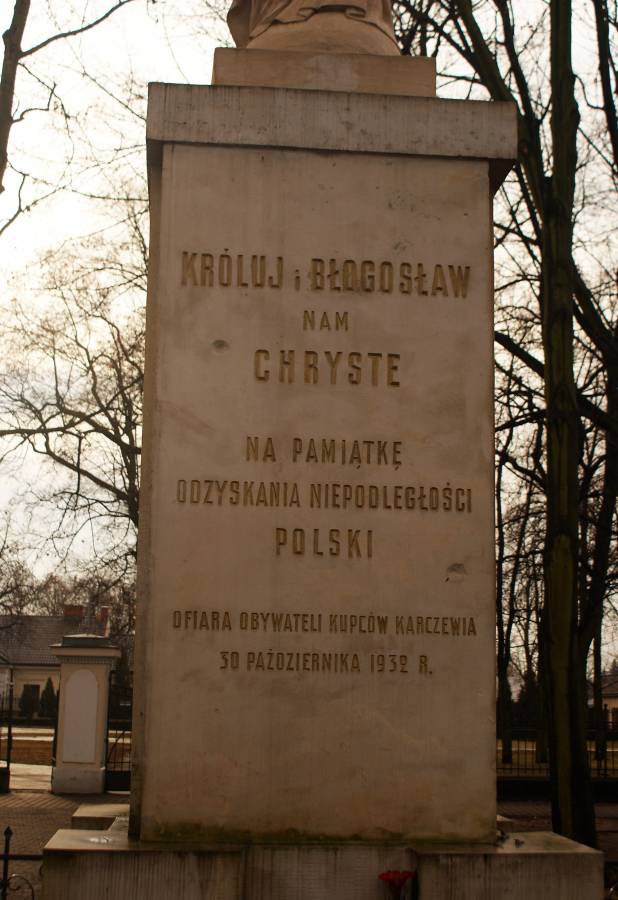 KRÓLUJ i BŁOGOSŁAW
NAM
CHRYSTE
NA PAMIĄTKĘ
ODZYSKANIA NIEPODLEGŁOŚCI
POLSKI
OFIARA OBYWATELI KUPCÓW KARCZEWIA
30 PAŹDZIERNIKA 1932 R.